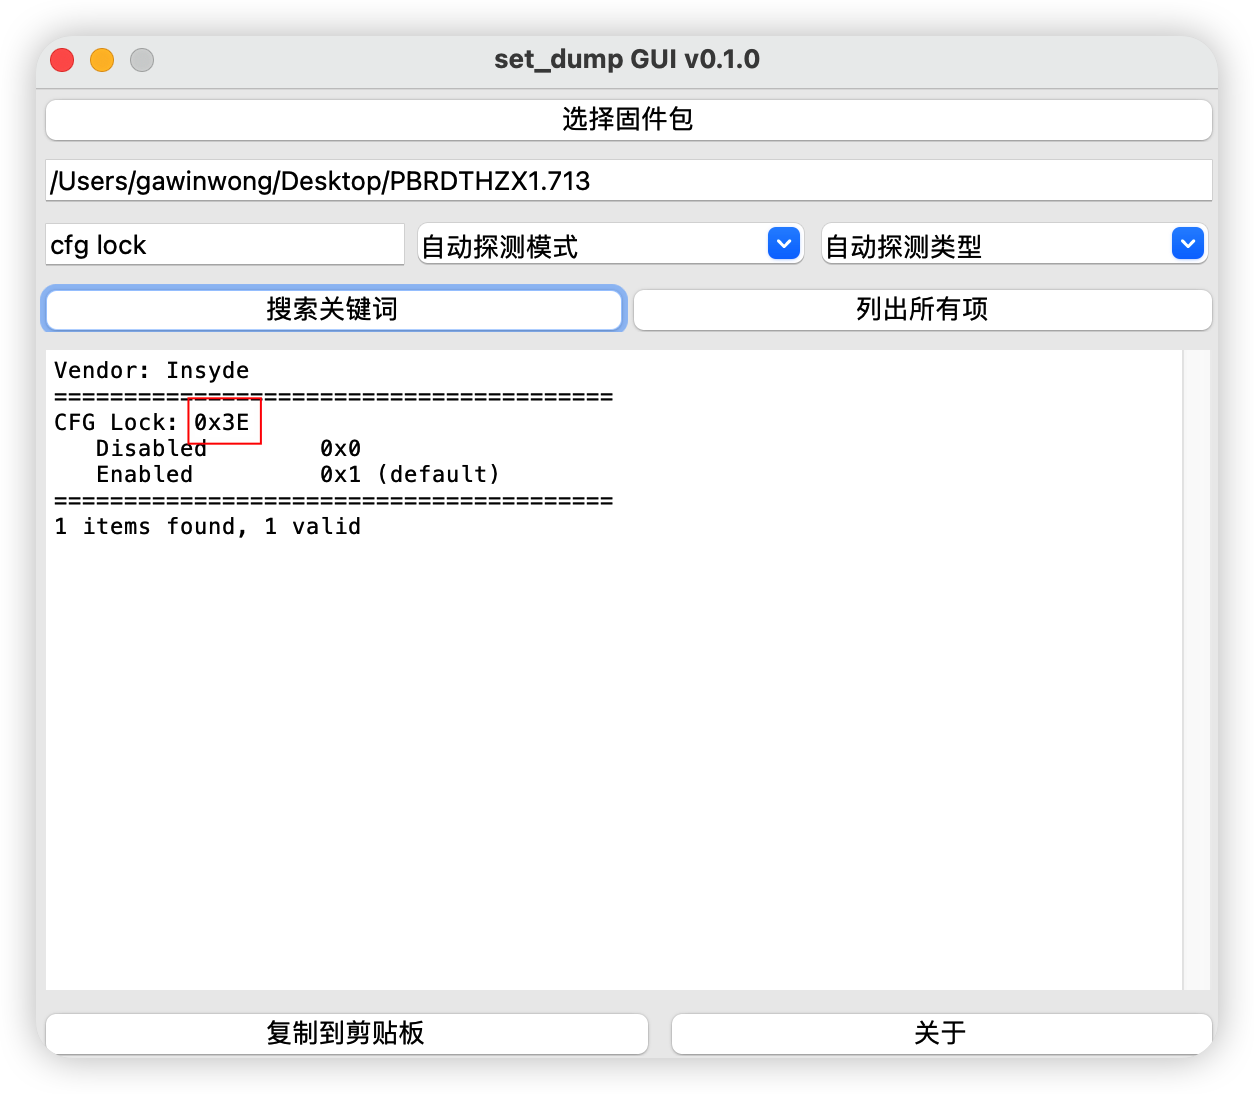 set_dump GUI v0.1.0
选择固件包
/Users/gawinwong/Desktop/PBRDTHZX1.713
cfg lock 自动探测模式 自动探测类型
搜索关键词 列出所有项
Vendor: Insyde
========================================
CFG Lock: 0x3E
   Disabled        0x0
   Enabled         0x1 (default)
========================================
1 items found, 1 valid
复制到剪贴板 关于